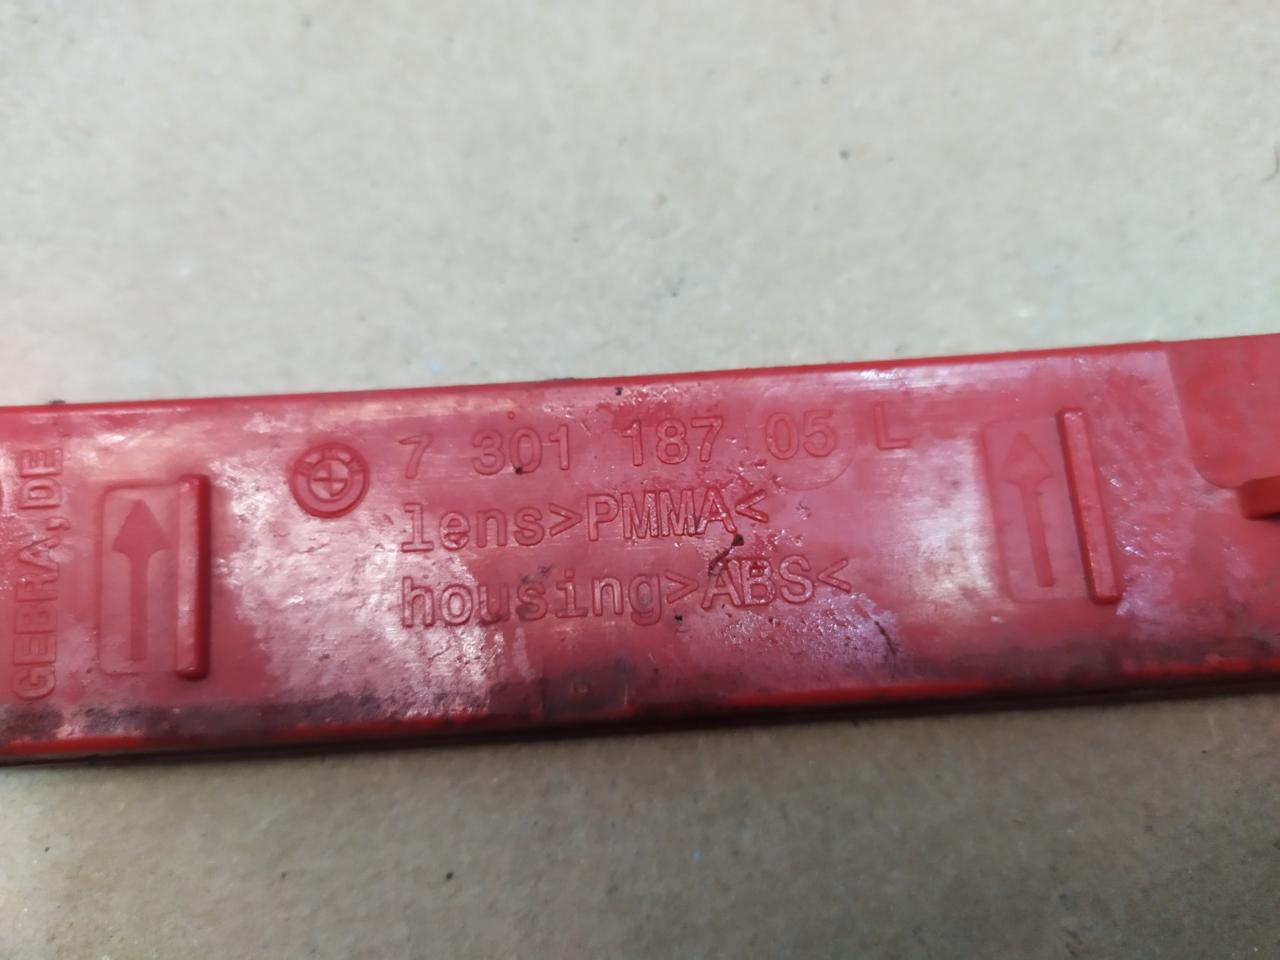 7 301 187 05 L
lens>PMMA<
housing>ABS<
GEBRA,DE